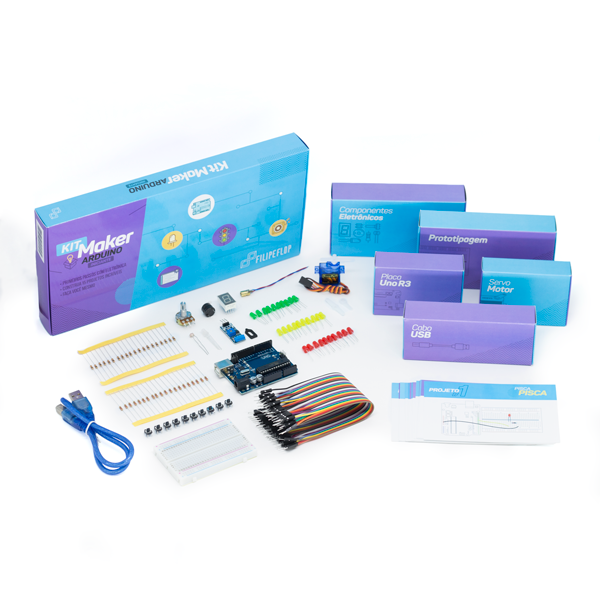 Kit Maker ARDUINO
KIT
Maker
ARDUINO
FILIPEFLOP
Componentes
Eletrônicos
Prototipagem
Placa
Uno R3
Servo
Motor
Cabo
USB
PROJETO 1
PISCA